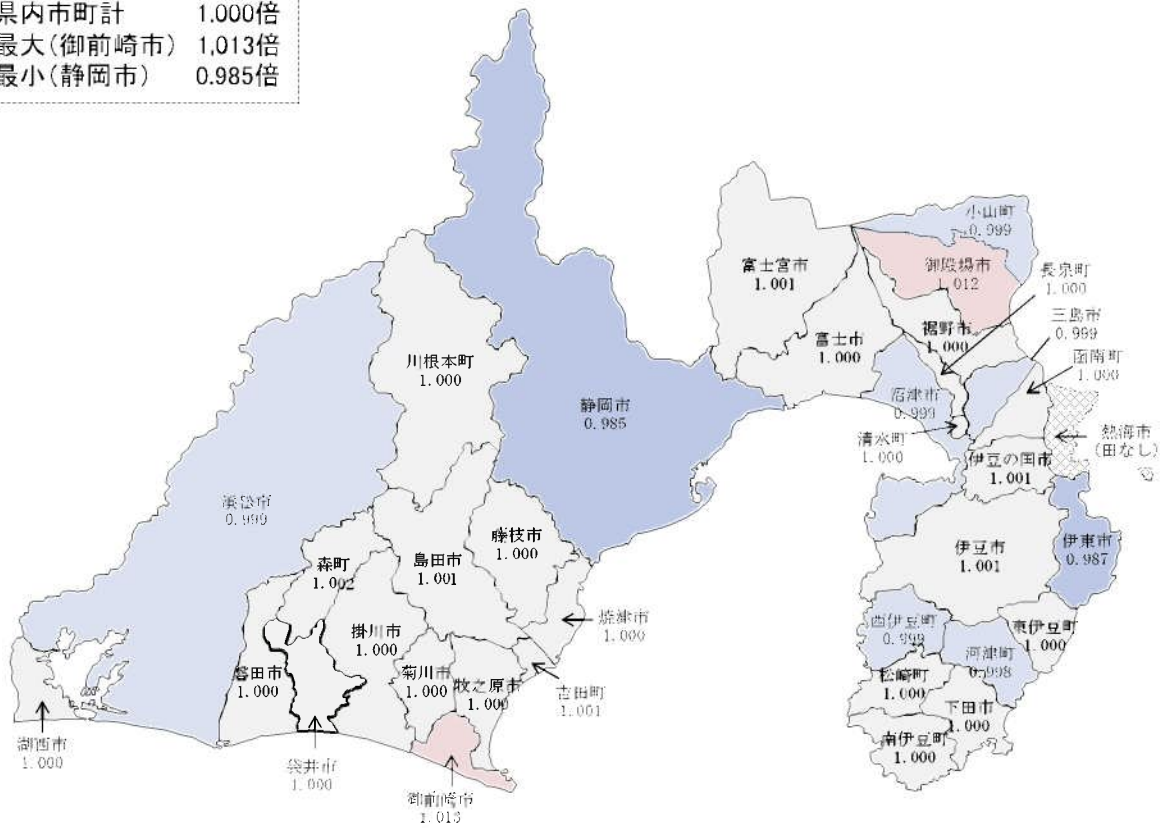 県内市町計 1.000倍
最大(御前崎市) 1,013倍
最小(静岡市) 0.985倍
小山町
0.999
御殿場市
1.012
長泉町
1.000
富士宮市
1.001
三島市
0.999
裾野市
1.000
富士市
1.000
函南町
1.000
川根本町
1.000
沼津市
0.999
静岡市
0.985
清水町
1.000
熱海市
(田なし)
伊豆の国市
1.001
浜松市
0.999
藤枝市
1.000
伊東市
0.987
伊豆市
1.001
島田市
1.001
森町
1.002
焼津市
1.000
西伊豆町
0.999
東伊豆町
1.000
掛川市
1.000
河津町
0.998
磐田市
1.000
菊川市
1.000
牧之原市
1.000
松崎町
1.000
吉田町
1.001
下田市
1.000
湖西市
1.000
南伊豆町
1.000
袋井市
1.000
御前崎市
1.013